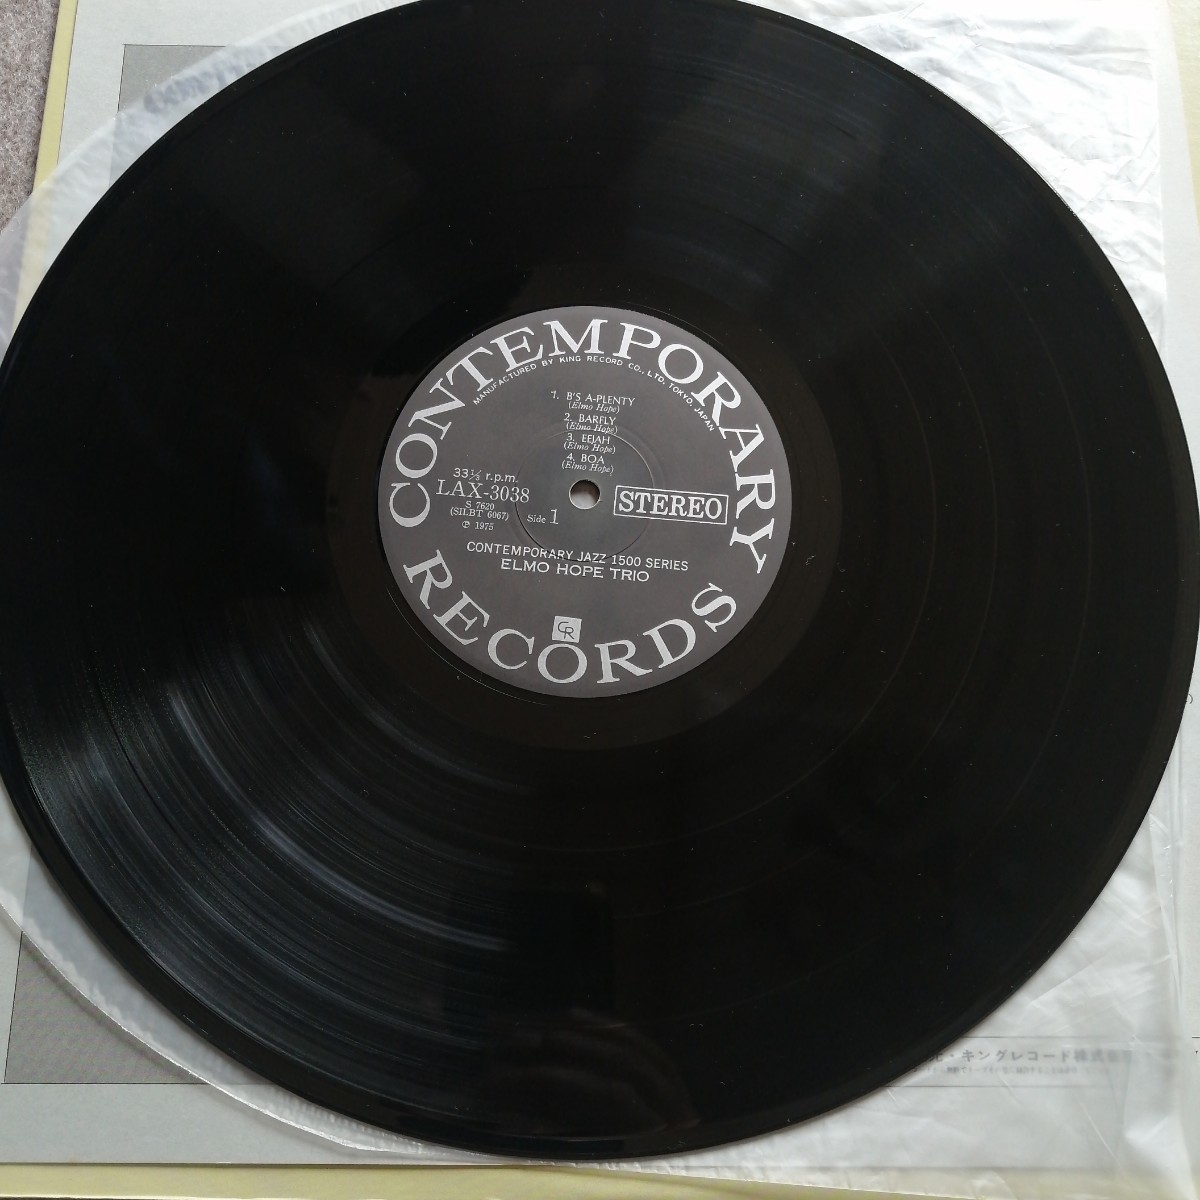 CONTEMPORARY
MANUFACTURED BY KING RECORD CO., LTD, TOKYO, JAPAN
1. B'S A-PLENTY
(Elmo Hope)
2. BARFLY
(Elmo Hope)
3. EEJAH
(Elmo Hope)
4. BOA
(Elmo Hope)
33⅓ r.p.m.
LAX-3038
S 7620
(SILBT 6067)
℗ 1975
Side 1
STEREO
CONTEMPORARY JAZZ 1500 SERIES
ELMO HOPE TRIO
CR
RECORDS
・キングレコード株式会